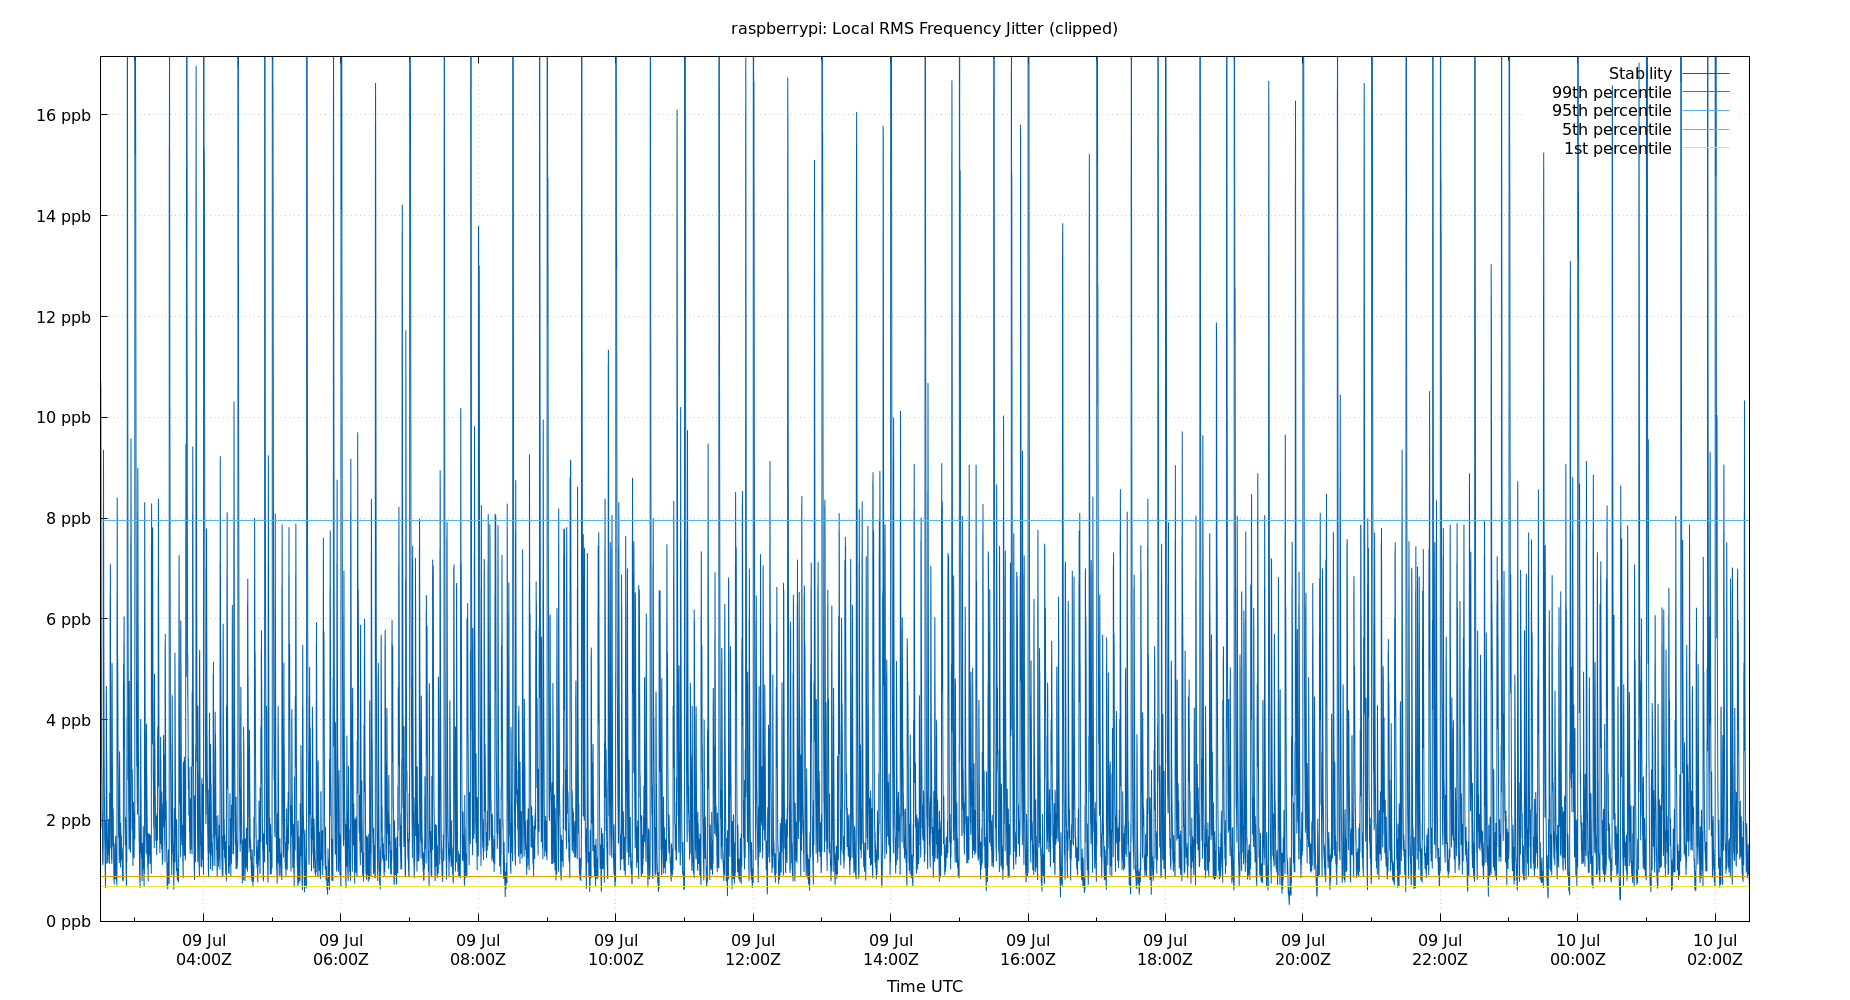 raspberrypi: Local RMS Frequency Jitter (clipped)
Stability
99th percentile
95th percentile
5th percentile
1st percentile
16 ppb
14 ppb
12 ppb
10 ppb
8 ppb
6 ppb
4 ppb
2 ppb
0 ppb
09 Jul 09 Jul 09 Jul 09 Jul 09 Jul 09 Jul 09 Jul 09 Jul 09 Jul 09 Jul 10 Jul 10 Jul
04:00Z 06:00Z 08:00Z 10:00Z 12:00Z 14:00Z 16:00Z 18:00Z 20:00Z 22:00Z 00:00Z 02:00Z
Time UTC